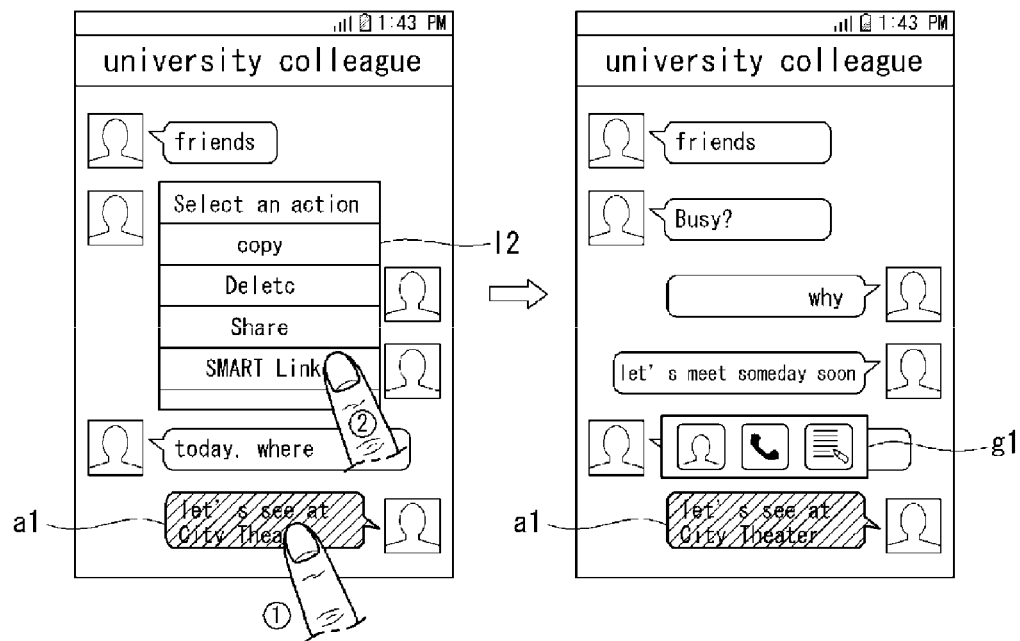 1:43 PM
university colleague
friends
Select an action
copy
Deletc
Share
SMART Link
②
today, where
let's see at
City Thea
①
a1
l2
1:43 PM
university colleague
friends
Busy?
why
let's meet someday soon
g1
let's see at
City Theater
a1